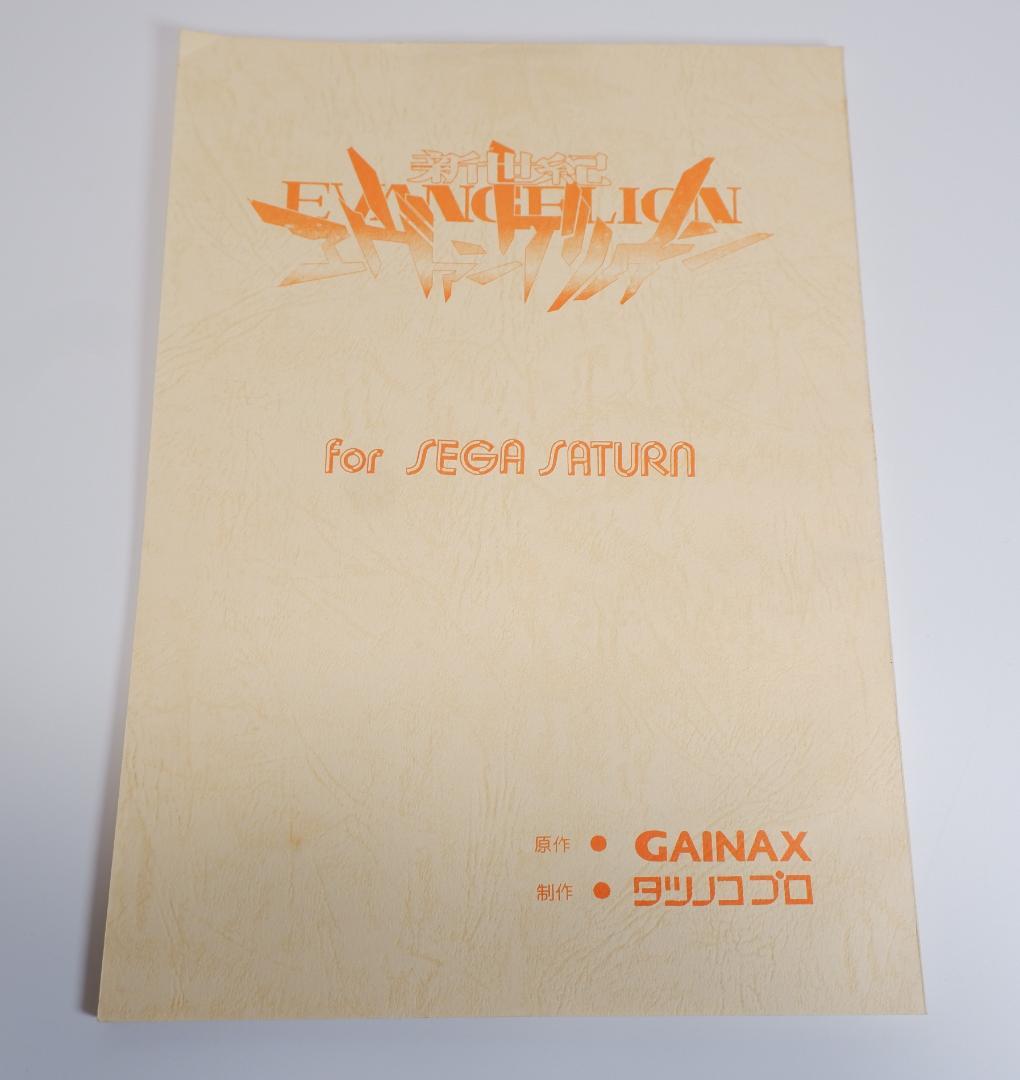 新世紀
EVANGELION
エヴァンゲリオン
for SEGA SATURN
原作 ● GAINAX
制作 ● タツノコプロ